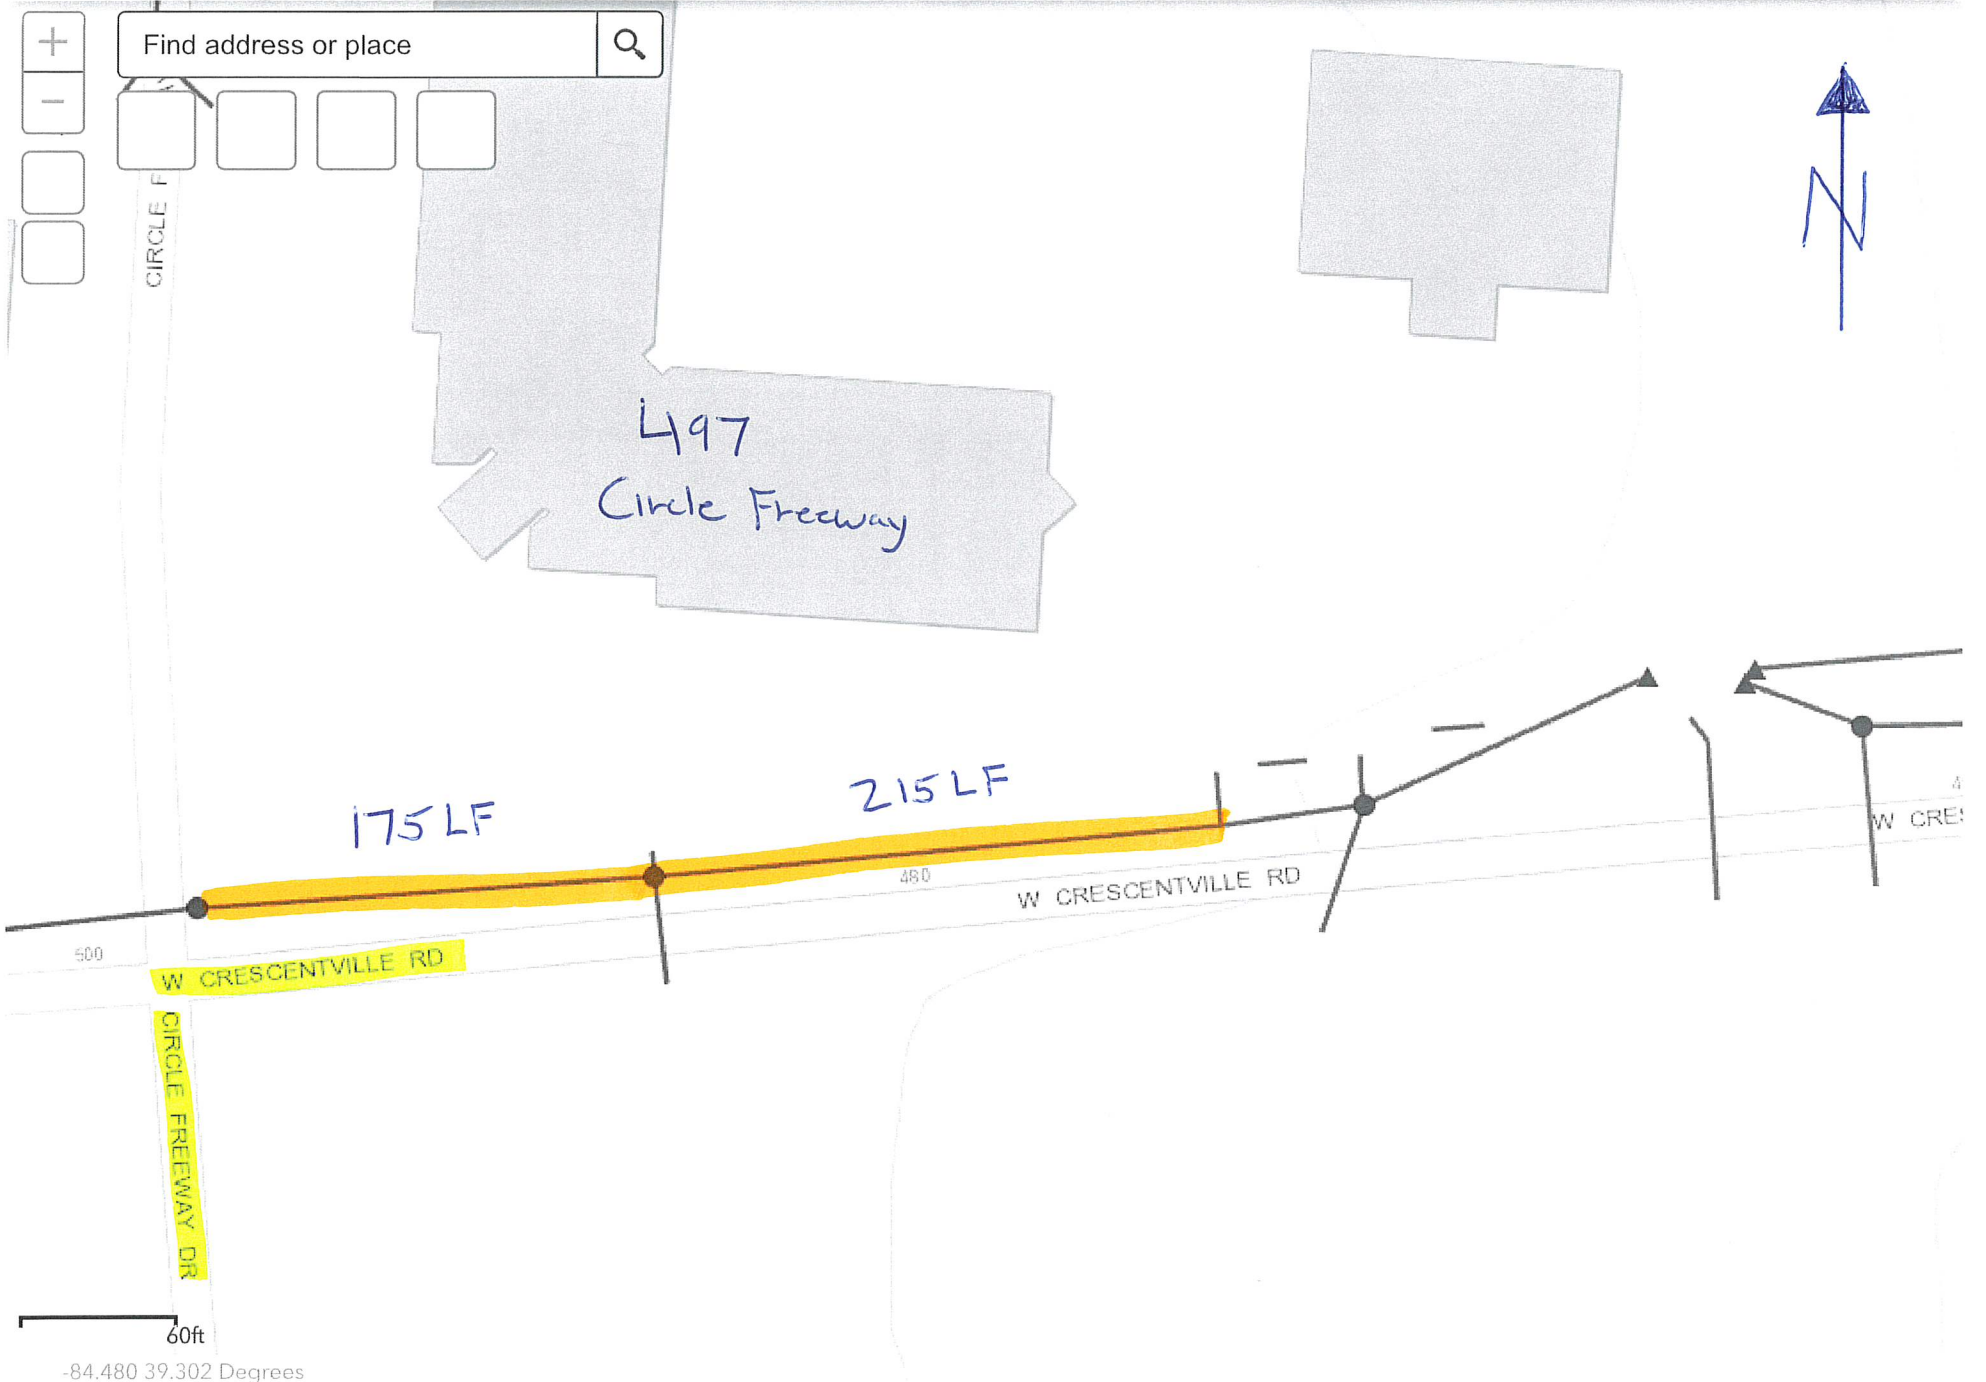 +
Find address or place
−
CIRCLE F
N
497
Circle Freeway
215 LF
175 LF
480
W CRESCENTVILLE RD
W CRES
500
W CRESCENTVILLE RD
CIRCLE FREEWAY DR
60ft
-84.480 39.302 Degrees